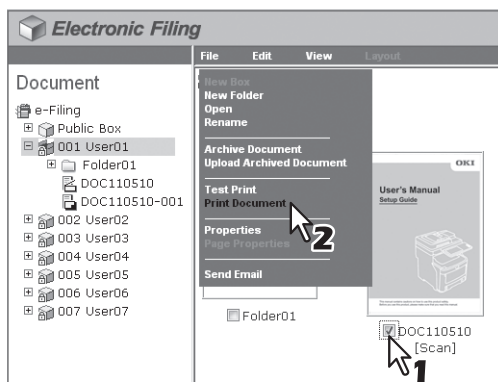 Electronic Filing
File Edit View Layout
Document
e-Filing
Public Box
001 User01
Folder01
DOC110510
DOC110510-001
002 User02
003 User03
004 User04
005 User05
006 User06
007 User07
New Box
New Folder
Open
Rename
Archive Document
Upload Archived Document
Test Print
Print Document
Properties
Page Properties
Send Email
2
Folder01
OKI
User's Manual
Setup Guide
DOC110510
[Scan]
1